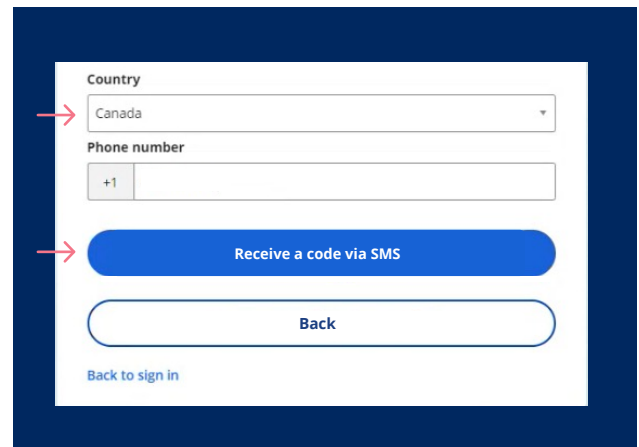 Country
Canada
Phone number
+1
Receive a code via SMS
Back
Back to sign in